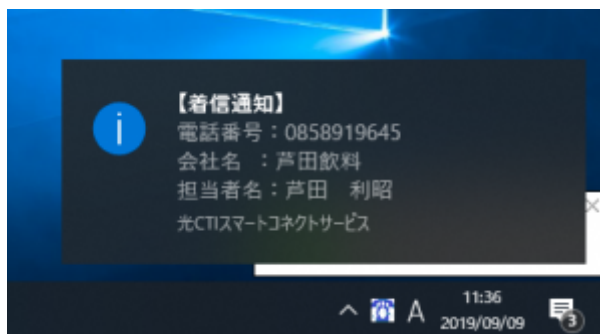 【着信通知】
電話番号：0858919645
会社名　：芦田飲料
担当者名：芦田　利昭
光CTIスマートコネクトサービス
A
11:36
2019/09/09
3